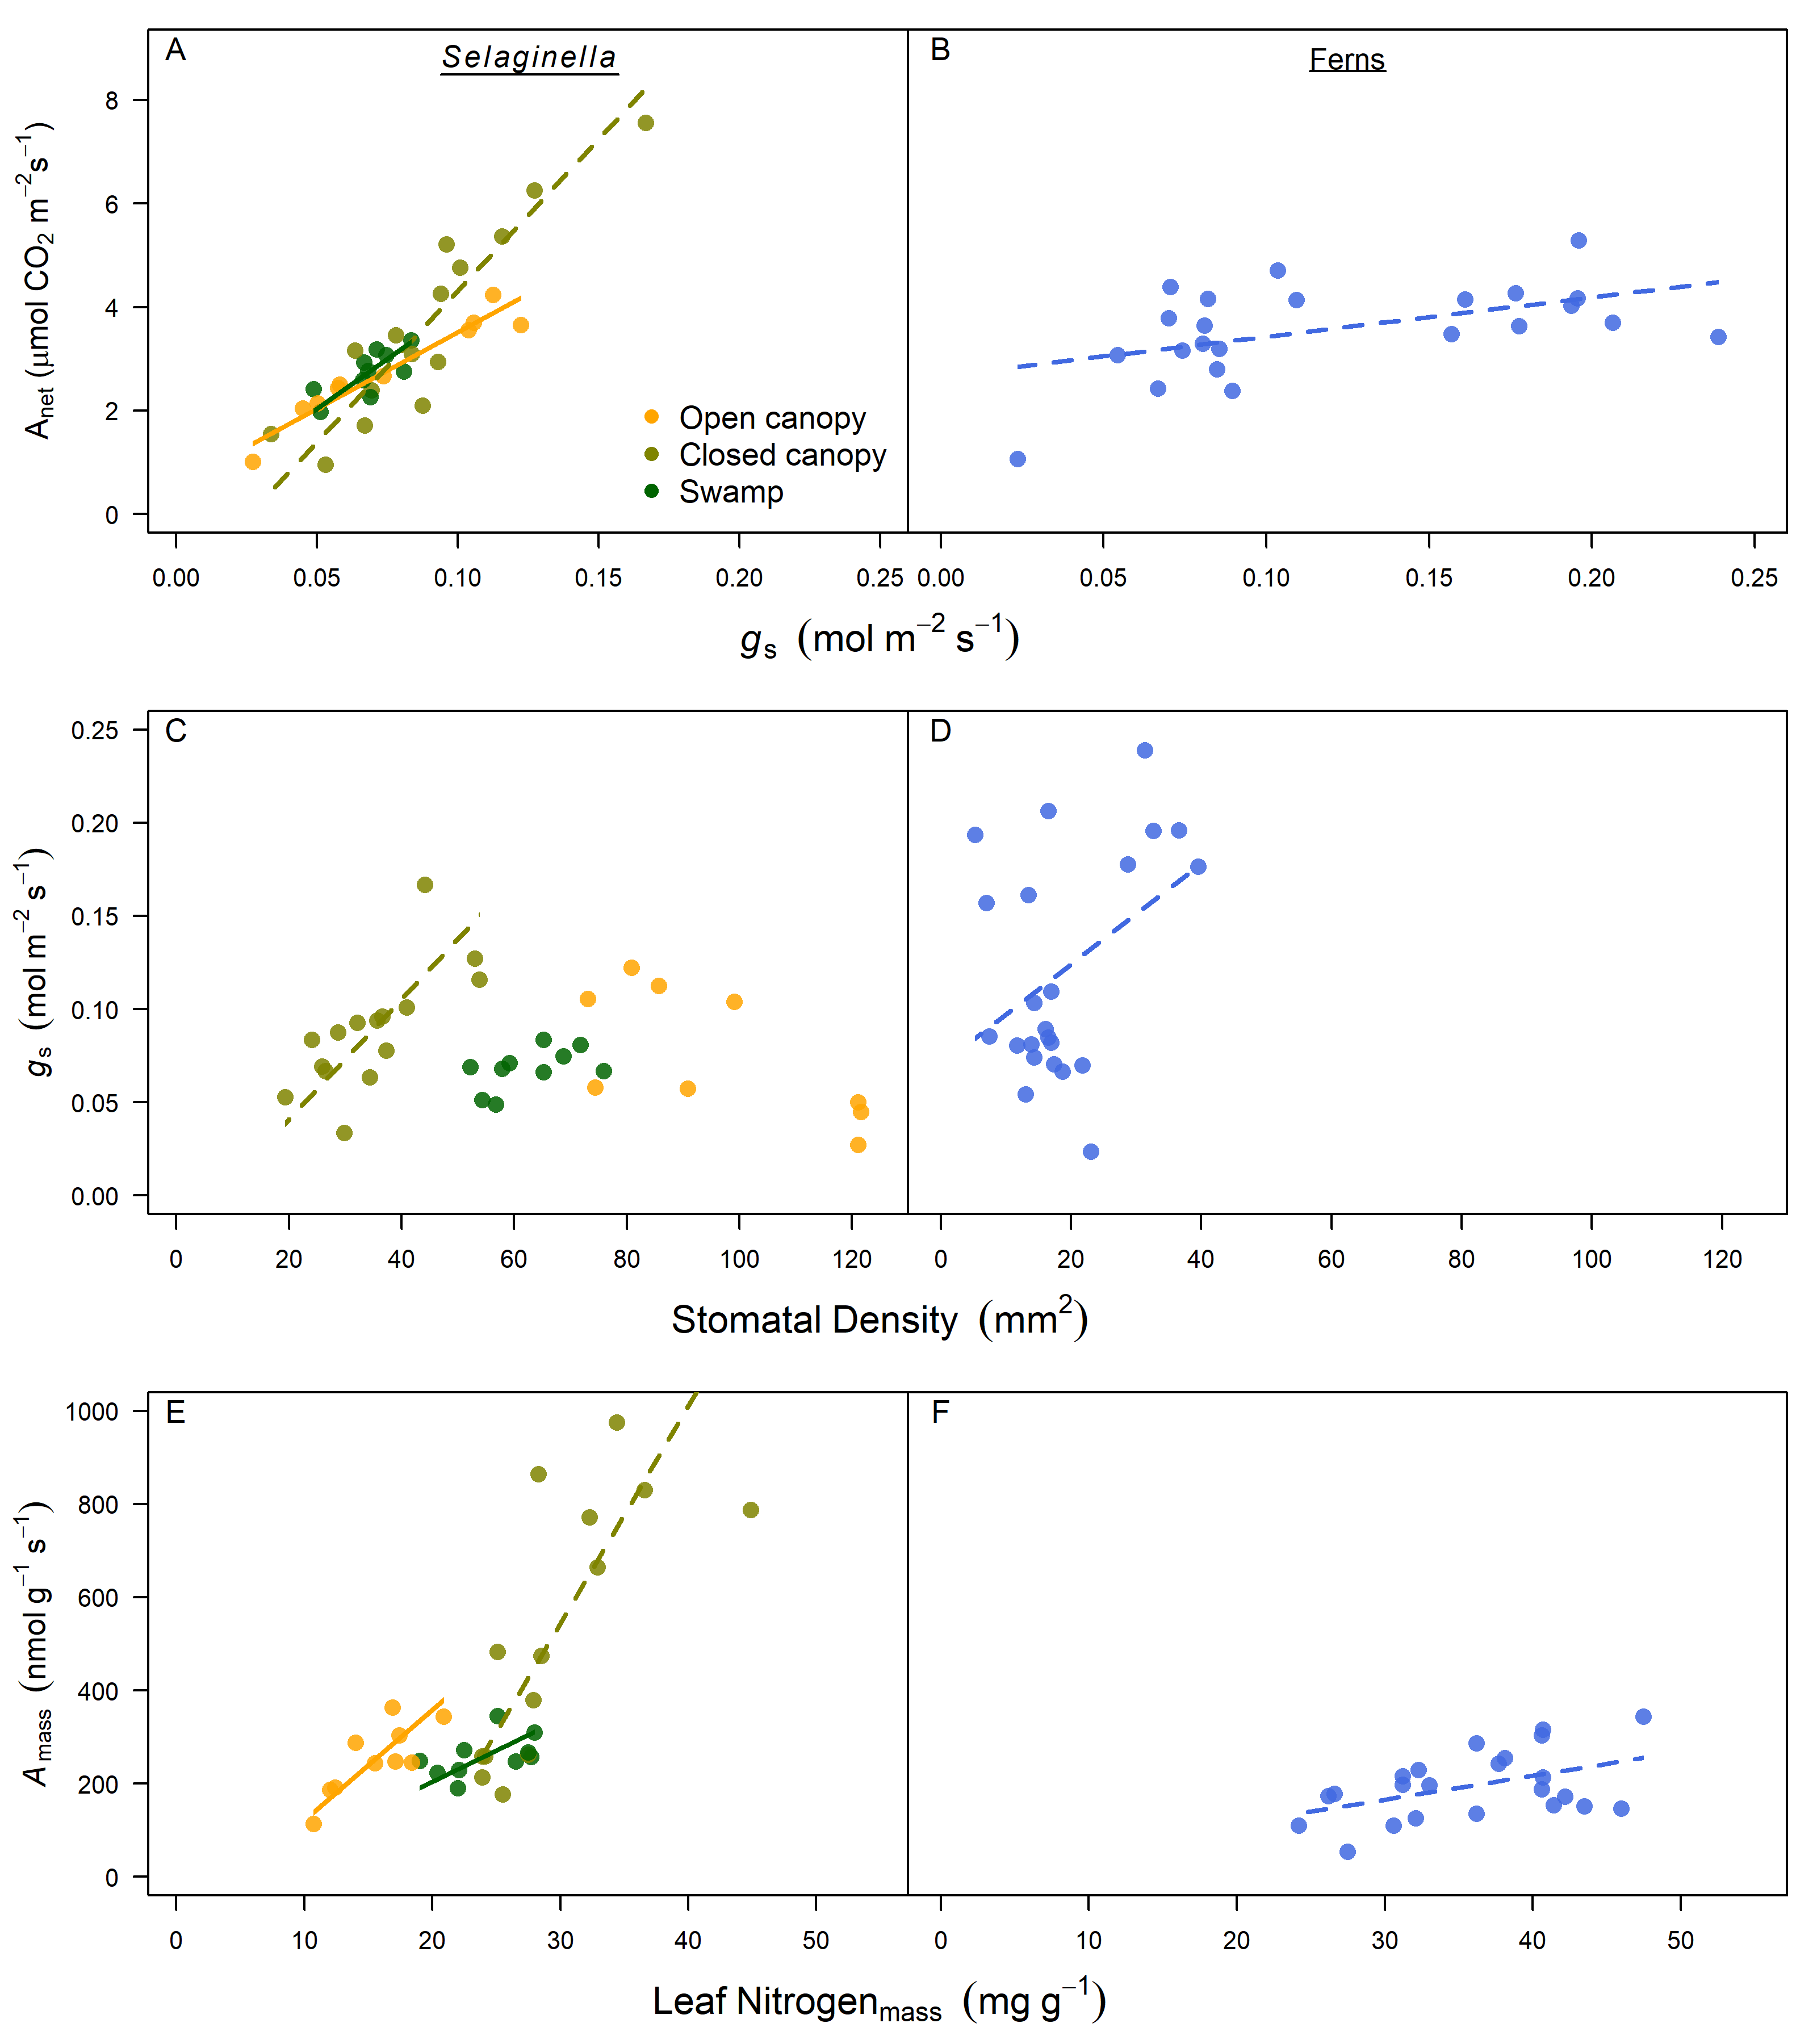 A
Selaginella
B
Ferns
8
6
4
2
0
Anet (μmol CO2 m−2s−1)
Open canopy
Closed canopy
Swamp
0.00 0.05 0.10 0.15 0.20 0.25 0.00 0.05 0.10 0.15 0.20 0.25
gs (mol m−2 s−1)
C
D
0.25
0.20
0.15
0.10
0.05
0.00
gs (mol m−2 s−1)
0 20 40 60 80 100 120 0 20 40 60 80 100 120
Stomatal Density (mm2)
E
F
1000
800
600
400
200
0
Amass (nmol g−1 s−1)
0 10 20 30 40 50 0 10 20 30 40 50
Leaf Nitrogenmass (mg g−1)